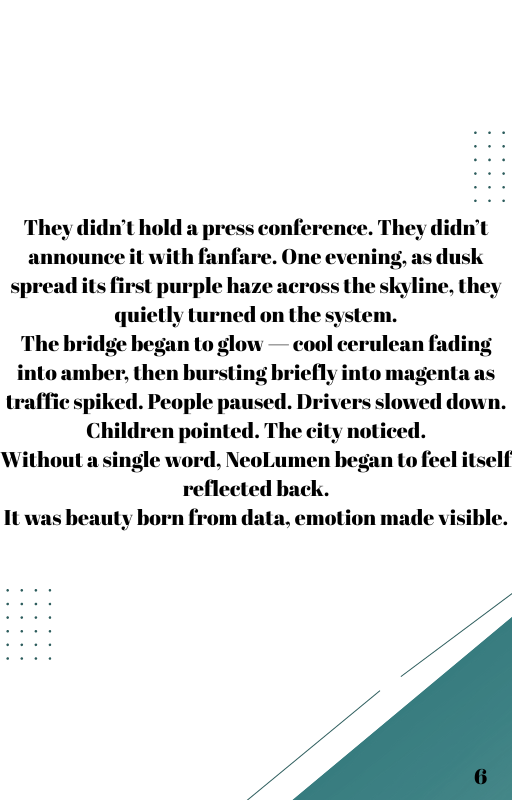 They didn’t hold a press conference. They didn’t
announce it with fanfare. One evening, as dusk
spread its first purple haze across the skyline, they
quietly turned on the system.
The bridge began to glow — cool cerulean fading
into amber, then bursting briefly into magenta as
traffic spiked. People paused. Drivers slowed down.
Children pointed. The city noticed.
Without a single word, NeoLumen began to feel itself
reflected back.
It was beauty born from data, emotion made visible.
6